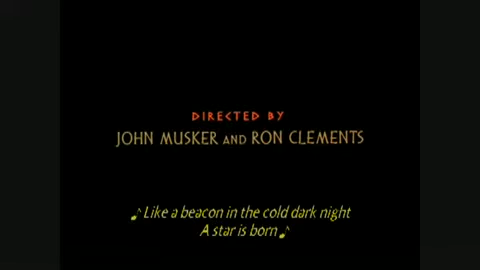 DIRECTED BY
JOHN MUSKER AND RON CLEMENTS
♪ Like a beacon in the cold dark night
A star is born ♪